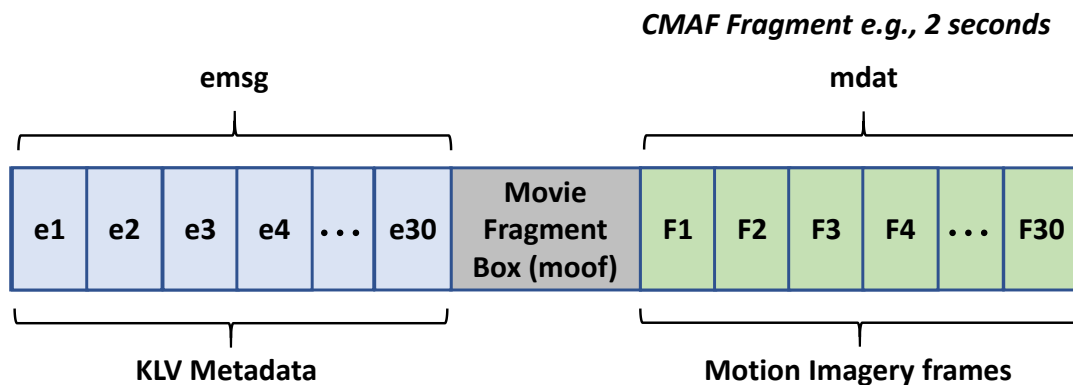 CMAF Fragment e.g., 2 seconds
emsg
mdat
e1 e2 e3 e4 ... e30
Movie
Fragment
Box (moof)
F1 F2 F3 F4 ... F30
KLV Metadata
Motion Imagery frames